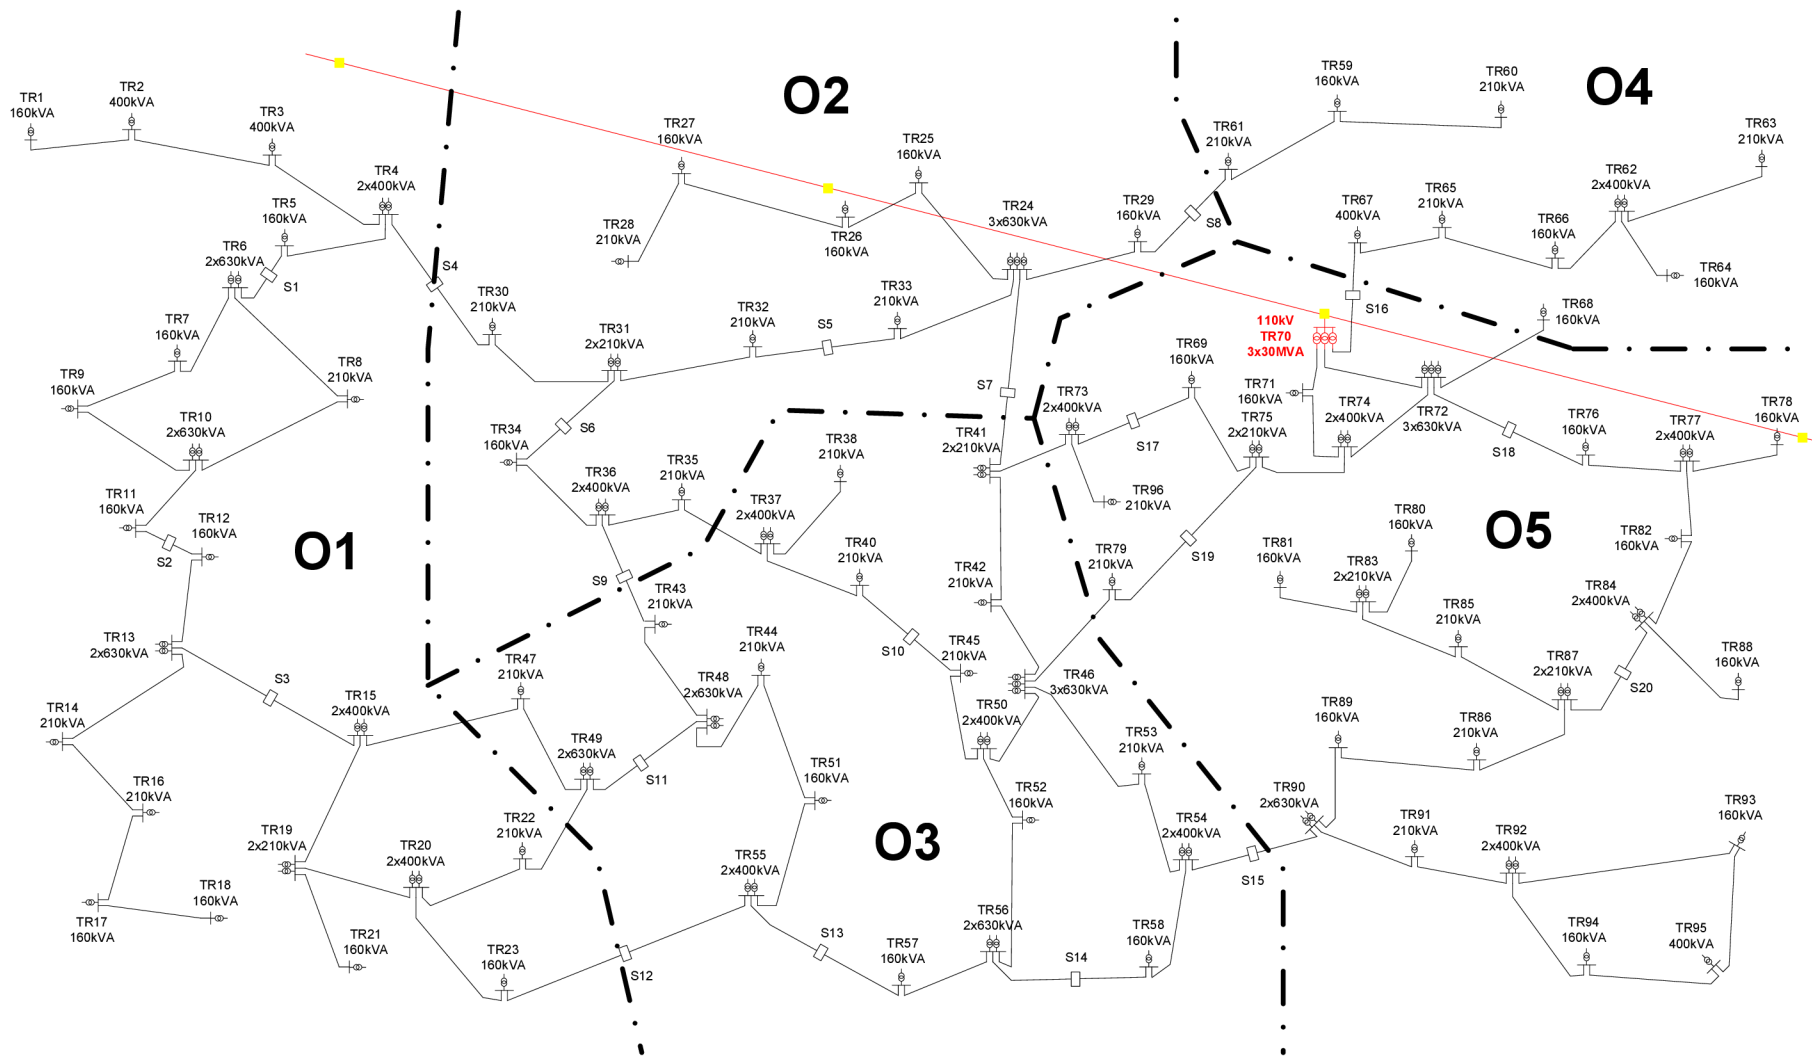 O1
O2
O3
O4
O5
TR1
160kVA
TR2
400kVA
TR3
400kVA
TR4
2x400kVA
TR5
160kVA
TR6
2x630kVA
S1
TR7
160kVA
TR8
210kVA
TR9
160kVA
TR10
2x630kVA
TR11
160kVA
TR12
160kVA
S2
TR13
2x630kVA
S3
TR14
210kVA
TR15
2x400kVA
TR16
210kVA
TR17
160kVA
TR18
160kVA
TR19
2x210kVA
TR20
2x400kVA
TR21
160kVA
TR22
210kVA
TR23
160kVA
S4
TR24
3x630kVA
TR25
160kVA
TR26
160kVA
TR27
160kVA
TR28
210kVA
TR29
160kVA
TR30
210kVA
TR31
2x210kVA
TR32
210kVA
S5
TR33
210kVA
S6
TR34
160kVA
TR35
210kVA
TR36
2x400kVA
S7
S8
S9
TR37
2x400kVA
TR38
210kVA
TR40
210kVA
TR41
2x210kVA
TR42
210kVA
TR43
210kVA
TR44
210kVA
TR45
210kVA
S10
TR46
3x630kVA
TR47
210kVA
TR48
2x630kVA
TR49
2x630kVA
S11
TR50
2x400kVA
TR51
160kVA
TR52
160kVA
TR53
210kVA
TR54
2x400kVA
TR55
2x400kVA
S12
S13
TR56
2x630kVA
TR57
160kVA
S14
TR58
160kVA
S15
TR59
160kVA
TR60
210kVA
TR61
210kVA
TR62
2x400kVA
TR63
210kVA
TR64
160kVA
TR65
210kVA
TR66
160kVA
TR67
400kVA
S16
TR68
160kVA
TR69
160kVA
110kV
TR70
3x30MVA
TR71
160kVA
TR72
3x630kVA
TR73
2x400kVA
S17
TR74
2x400kVA
TR75
2x210kVA
TR76
160kVA
S18
TR77
2x400kVA
TR78
160kVA
TR79
210kVA
S19
TR96
210kVA
TR80
160kVA
TR81
160kVA
TR82
160kVA
TR83
2x210kVA
TR84
2x400kVA
TR85
210kVA
TR86
210kVA
TR87
2x210kVA
S20
TR88
160kVA
TR89
160kVA
TR90
2x630kVA
TR91
210kVA
TR92
2x400kVA
TR93
160kVA
TR94
160kVA
TR95
400kVA